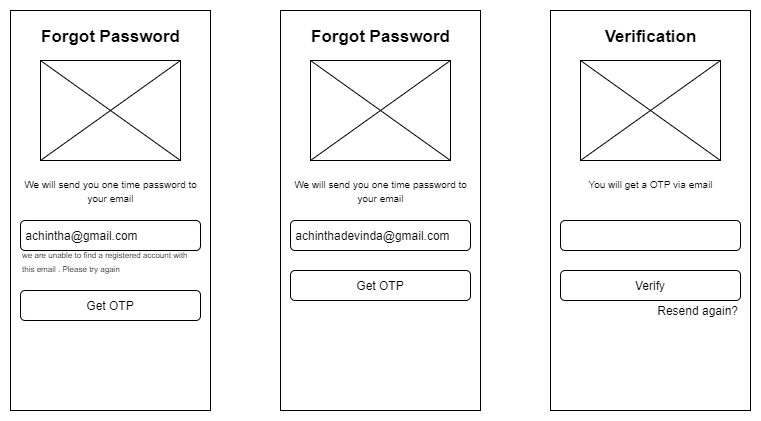 Forgot Password
We will send you one time password to
your email
achintha@gmail.com
we are unable to find a registered account with
this email . Please try again
Get OTP
Forgot Password
We will send you one time password to
your email
achinthadevinda@gmail.com
Get OTP
Verification
You will get a OTP via email
Verify
Resend again?